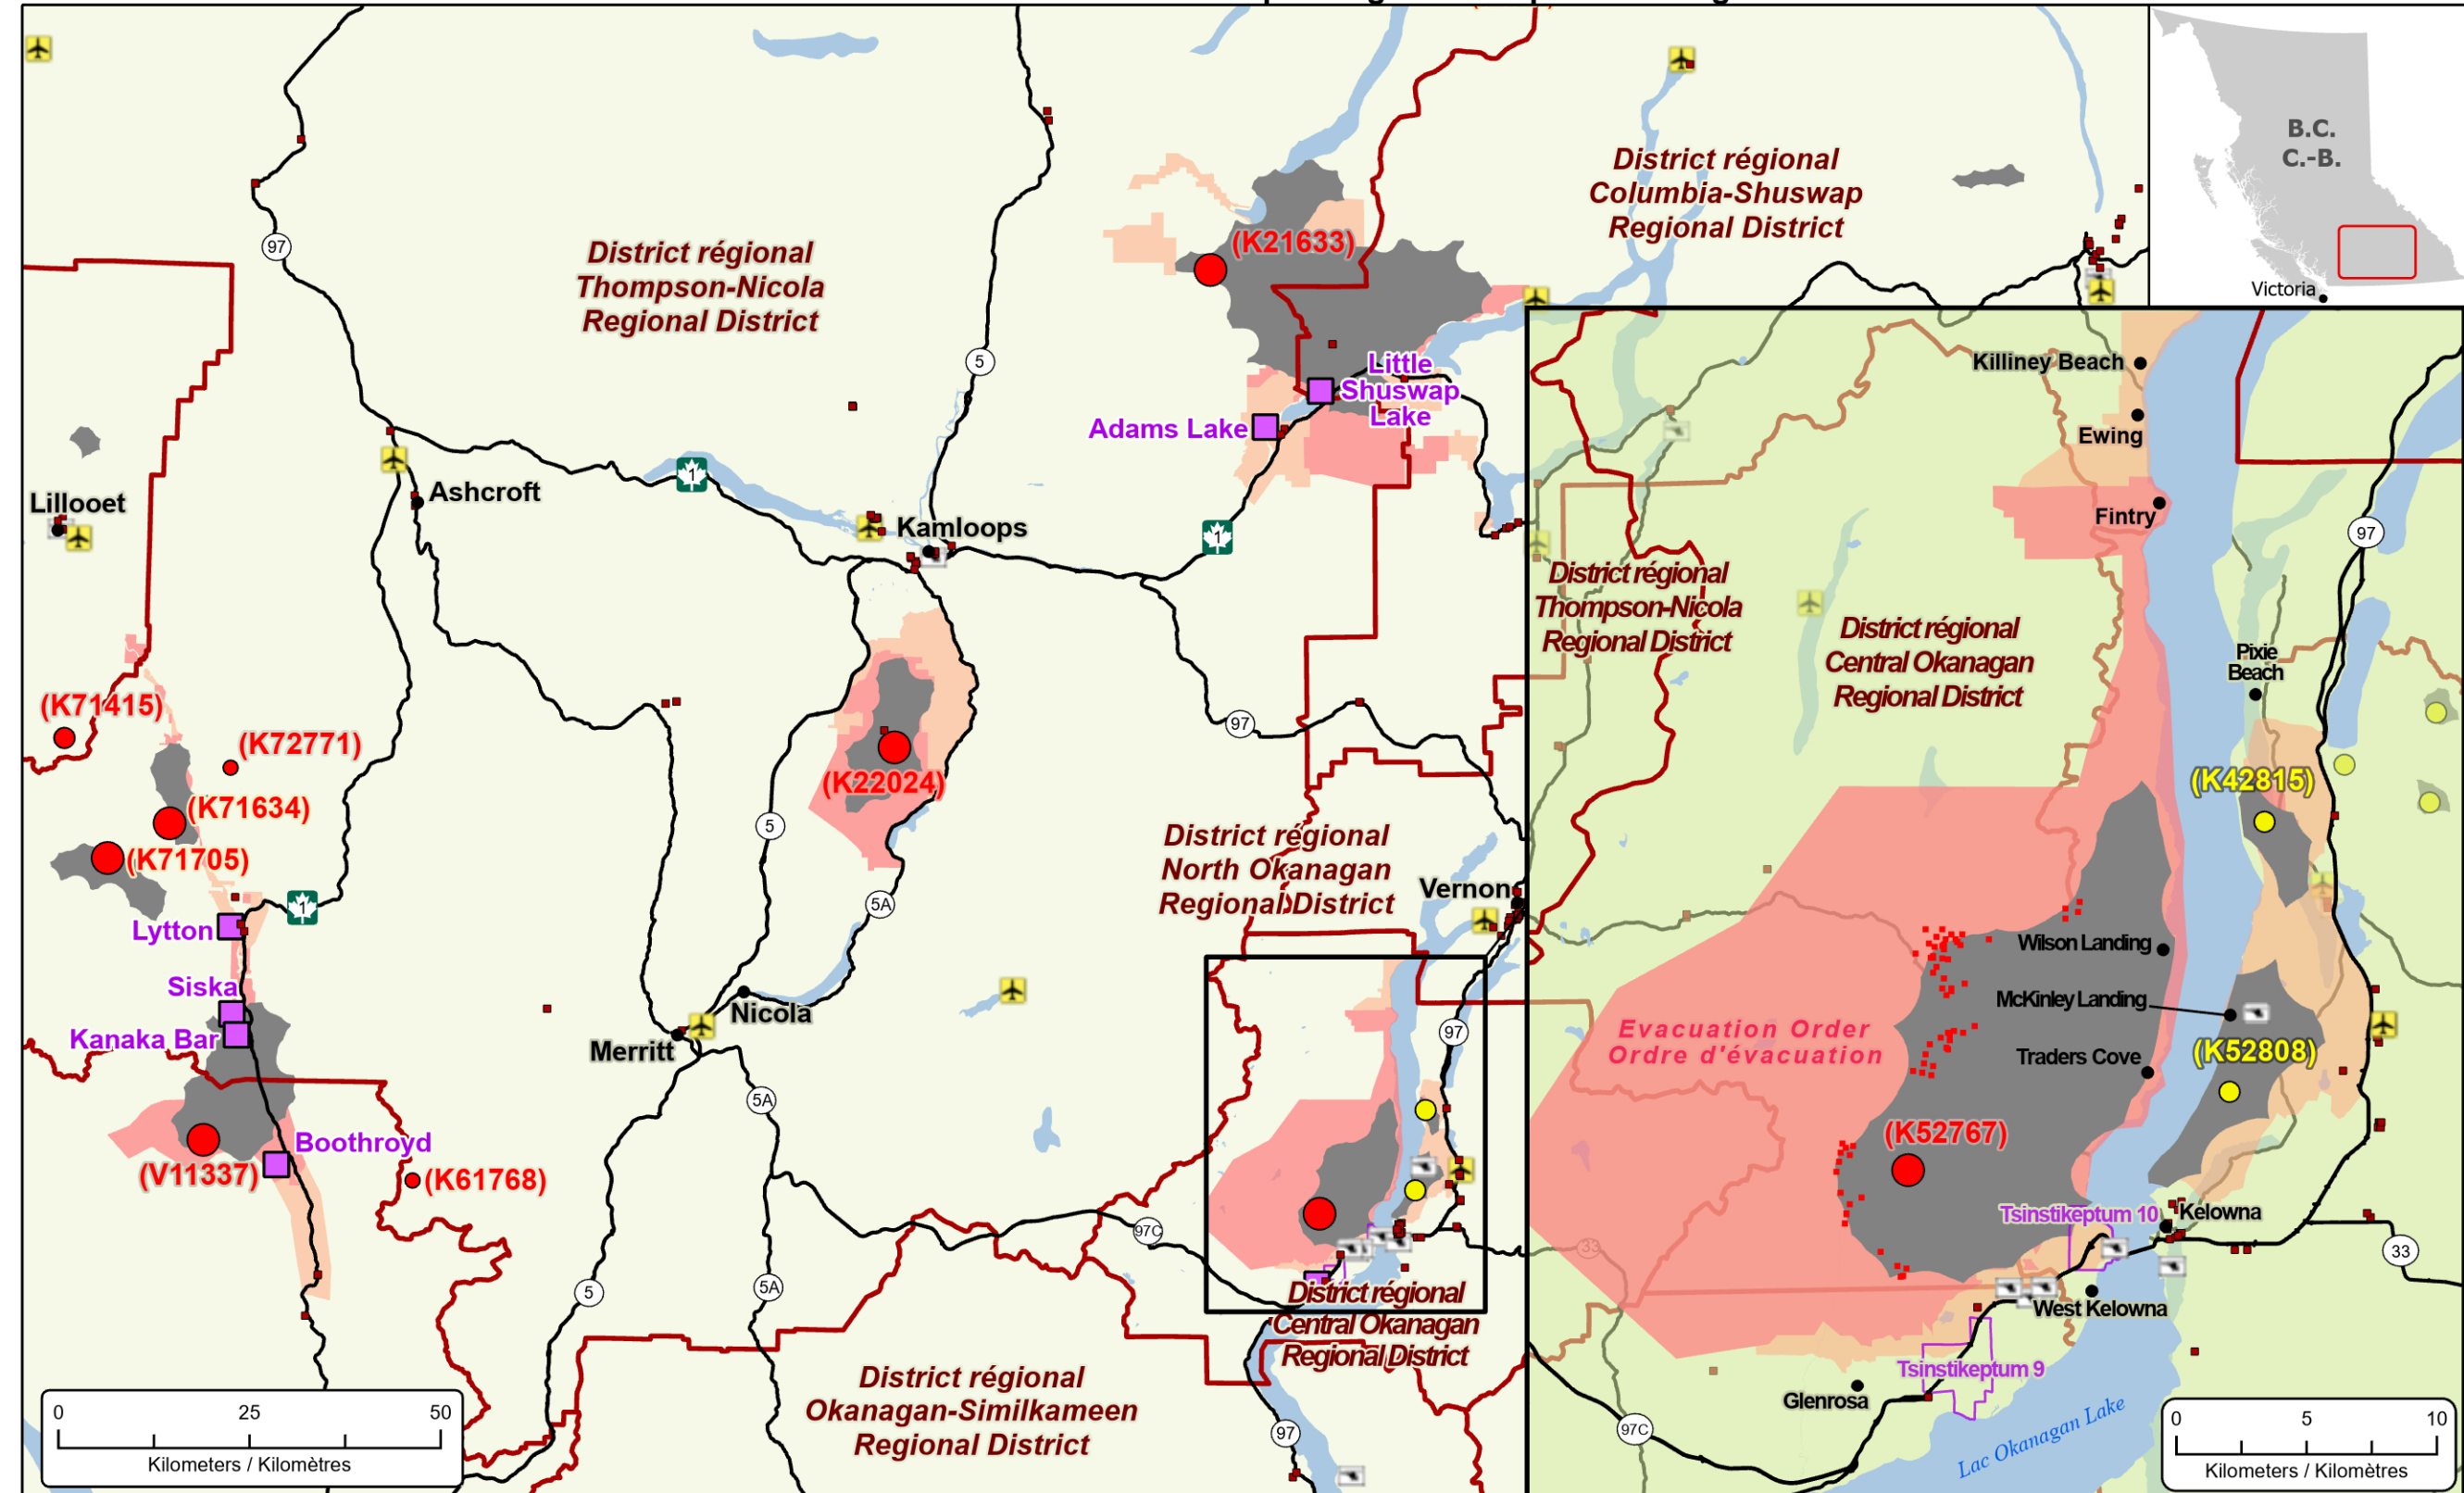 B.C.
C.-B.
Victoria
97
District régional
Thompson-Nicola
Regional District
5
(K21633)
District régional
Columbia-Shuswap
Regional District
Little
Shuswap
Lake
Adams Lake
Lillooet
Ashcroft
1
Kamloops
1
(K71415)
(K72771)
(K71634)
(K71705)
1
Lytton
Siska
Kanaka Bar
Boothroyd
(V11337)
(K61768)
(K22024)
5
5A
97
District régional
North Okanagan
Regional District
Vernon
Nicola
Merritt
5A
97
97C
5
5A
District régional
Central Okanagan
Regional District
District régional
Okanagan-Similkameen
Regional District
97
0 25 50
Kilometers / Kilomètres
Killiney Beach
Ewing
Fintry
97
District régional
Thompson-Nicola
Regional District
District régional
Central Okanagan
Regional District
Pixie
Beach
(K42815)
Wilson Landing
McKinley Landing
Evacuation Order
Ordre d'évacuation
Traders Cove
(K52808)
(K52767)
Tsinstikeptum 10
Kelowna
33
33
West Kelowna
Tsinstikeptum 9
Glenrosa
97C
Lac Okanagan Lake
0 5 10
Kilometers / Kilomètres